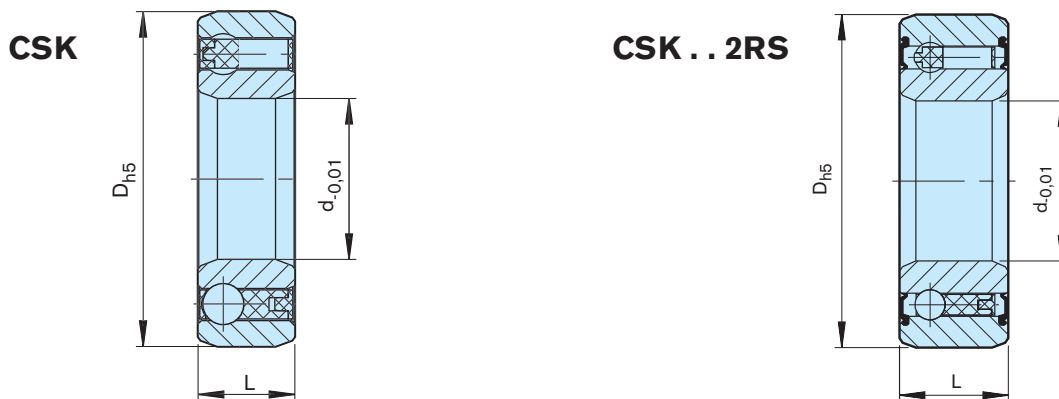 CSK
CSK . . 2RS
Dh5
d-0,01
L
Dh5
d-0,01
L